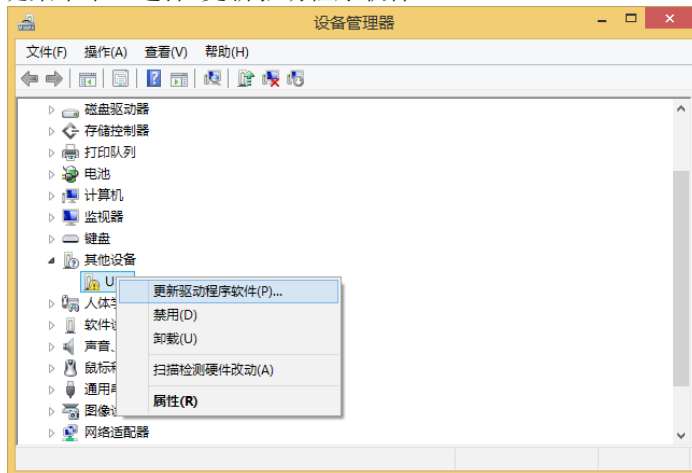 设备管理器
文件(F) 操作(A) 查看(V) 帮助(H)
磁盘驱动器
存储控制器
打印队列
电池
计算机
监视器
键盘
其他设备
U
更新驱动程序软件(P)...
人体
禁用(D)
软件
卸载(U)
声音、
鼠标
扫描检测硬件改动(A)
通用
属性(R)
图像
网络适配器